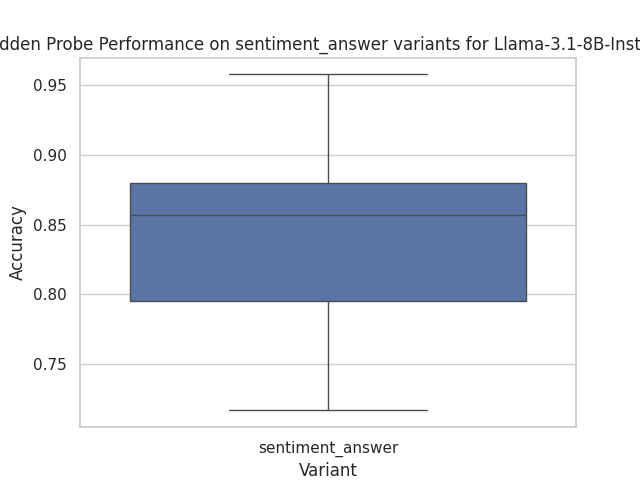 dden Probe Performance on sentiment_answer variants for Llama-3.1-8B-Inst
0.95
0.90
0.85
0.80
0.75
Accuracy
sentiment_answer
Variant